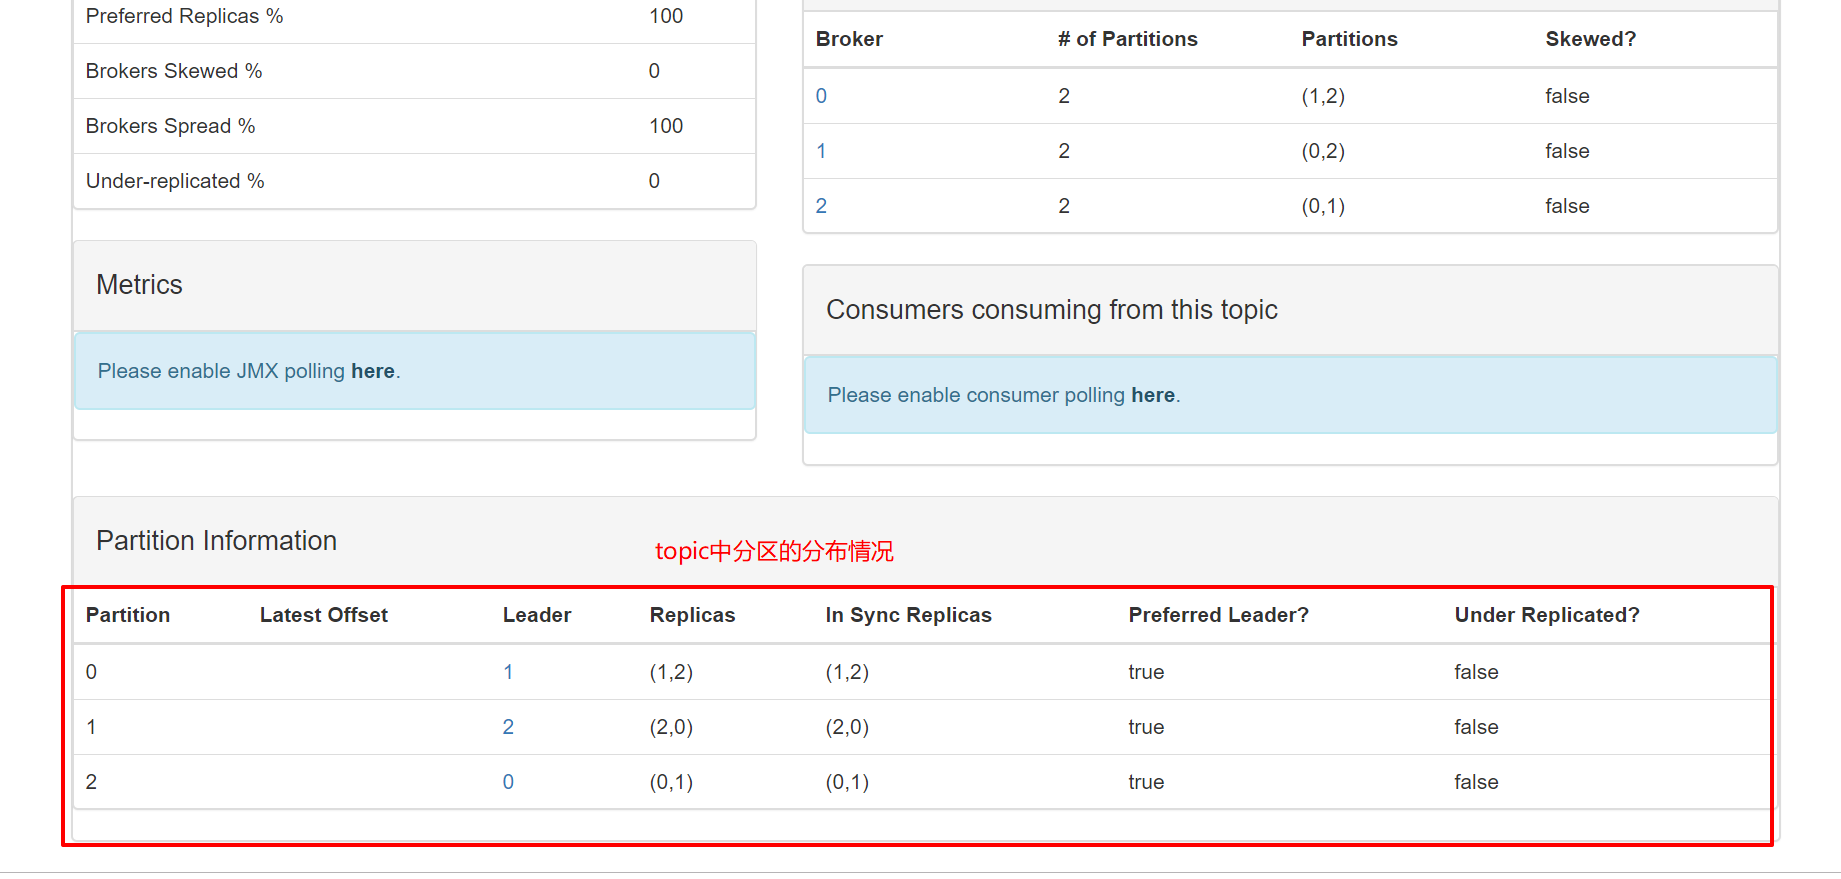 Preferred Replicas % 100
Brokers Skewed % 0
Brokers Spread % 100
Under-replicated % 0
Broker # of Partitions Partitions Skewed?
0 2 (1,2) false
1 2 (0,2) false
2 2 (0,1) false
Metrics
Please enable JMX polling here.
Consumers consuming from this topic
Please enable consumer polling here.
Partition Information
topic中分区的分布情况
Partition Latest Offset Leader Replicas In Sync Replicas Preferred Leader? Under Replicated?
0 1 (1,2) (1,2) true false
1 2 (2,0) (2,0) true false
2 0 (0,1) (0,1) true false